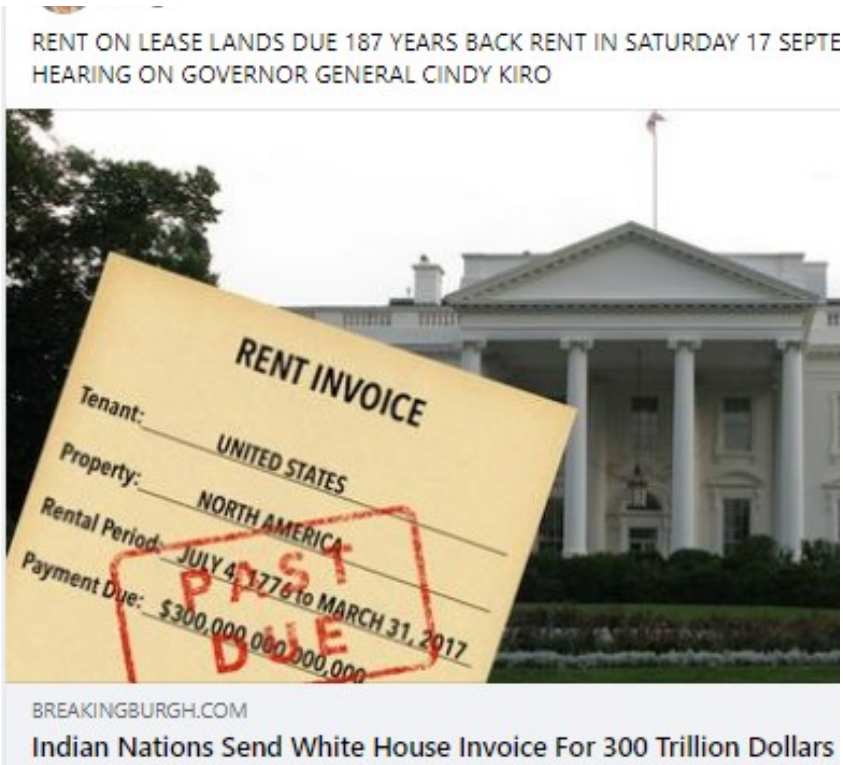 RENT ON LEASE LANDS DUE 187 YEARS BACK RENT IN SATURDAY 17 SEPTE
HEARING ON GOVERNOR GENERAL CINDY KIRO
RENT INVOICE
Tenant: UNITED STATES
Property: NORTH AMERICA
Rental Period: JULY 4, 1776 to MARCH 31, 2017
Payment Due: $300,000,000,000,000
PAST
DUE
BREAKINGBURGH.COM
Indian Nations Send White House Invoice For 300 Trillion Dollars